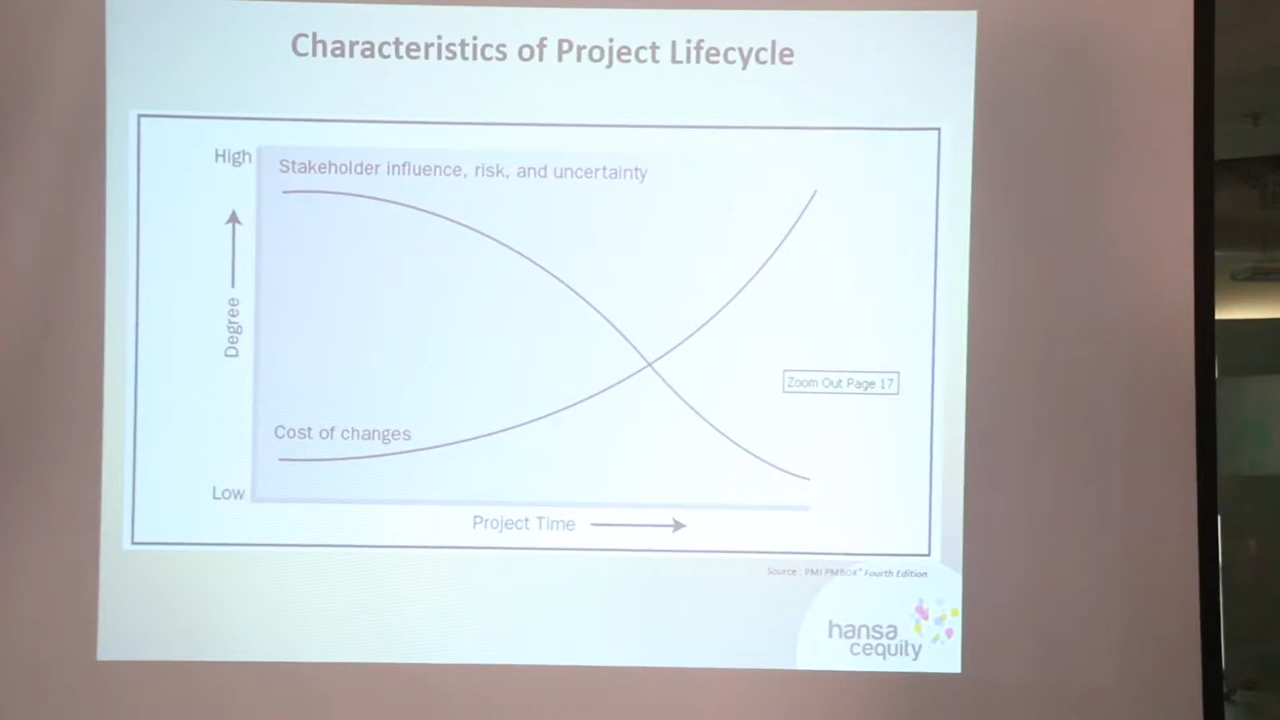 Characteristics of Project Lifecycle
High
Stakeholder influence, risk, and uncertainty
Degree
Zoom Out Page 17
Cost of changes
Low
Project Time
Source : PMI PMBOK® Fourth Edition
hansa
cequity